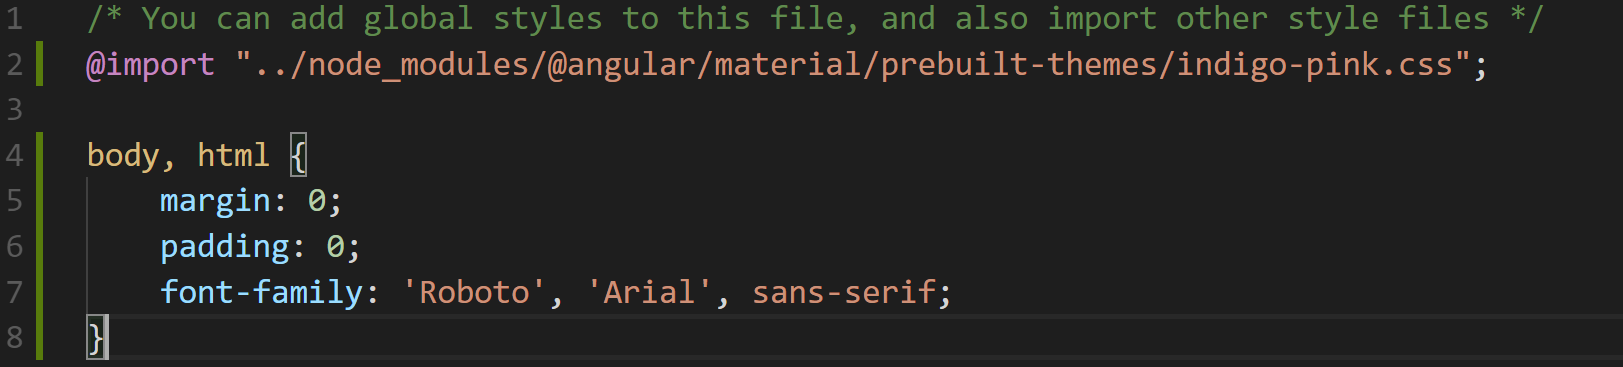 1 /* You can add global styles to this file, and also import other style files */
2 @import "../node_modules/@angular/material/prebuilt-themes/indigo-pink.css";
3
4 body, html {
5     margin: 0;
6     padding: 0;
7     font-family: 'Roboto', 'Arial', sans-serif;
8 }